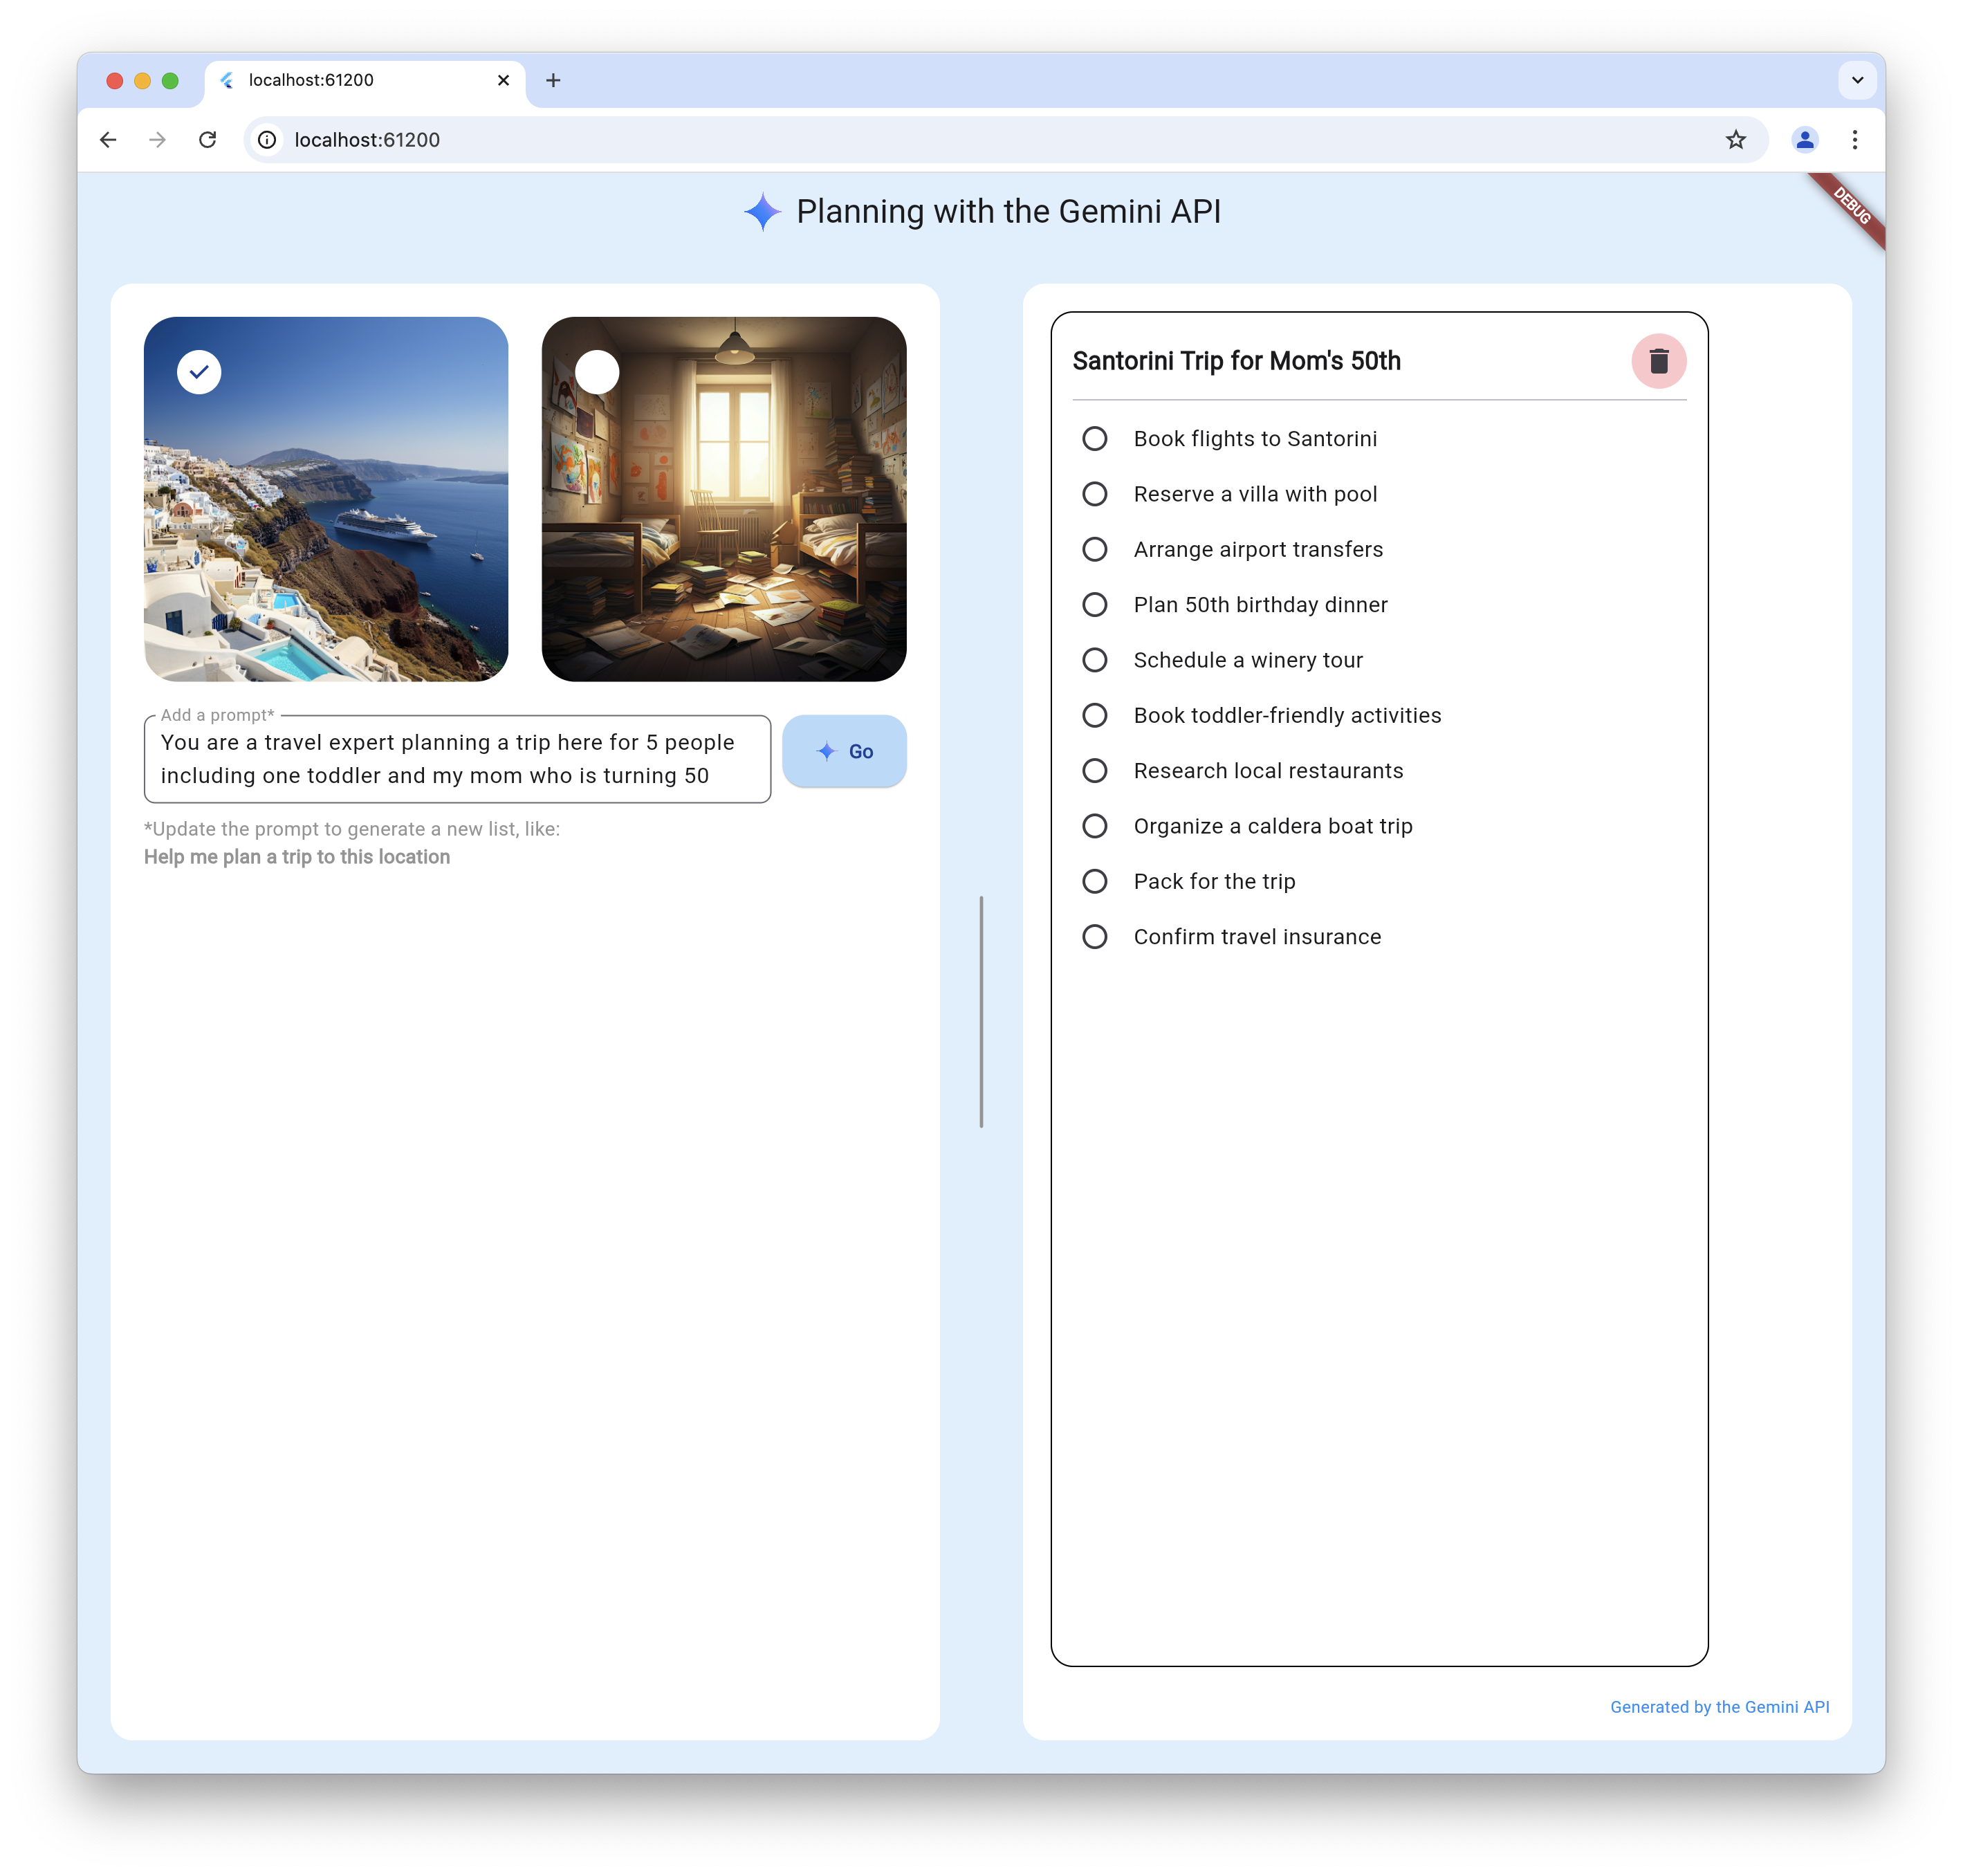 localhost:61200
localhost:61200
Planning with the Gemini API
DEBUG
Add a prompt*
You are a travel expert planning a trip here for 5 people
including one toddler and my mom who is turning 50
Go
*Update the prompt to generate a new list, like:
Help me plan a trip to this location
Santorini Trip for Mom's 50th
Book flights to Santorini
Reserve a villa with pool
Arrange airport transfers
Plan 50th birthday dinner
Schedule a winery tour
Book toddler-friendly activities
Research local restaurants
Organize a caldera boat trip
Pack for the trip
Confirm travel insurance
Generated by the Gemini API